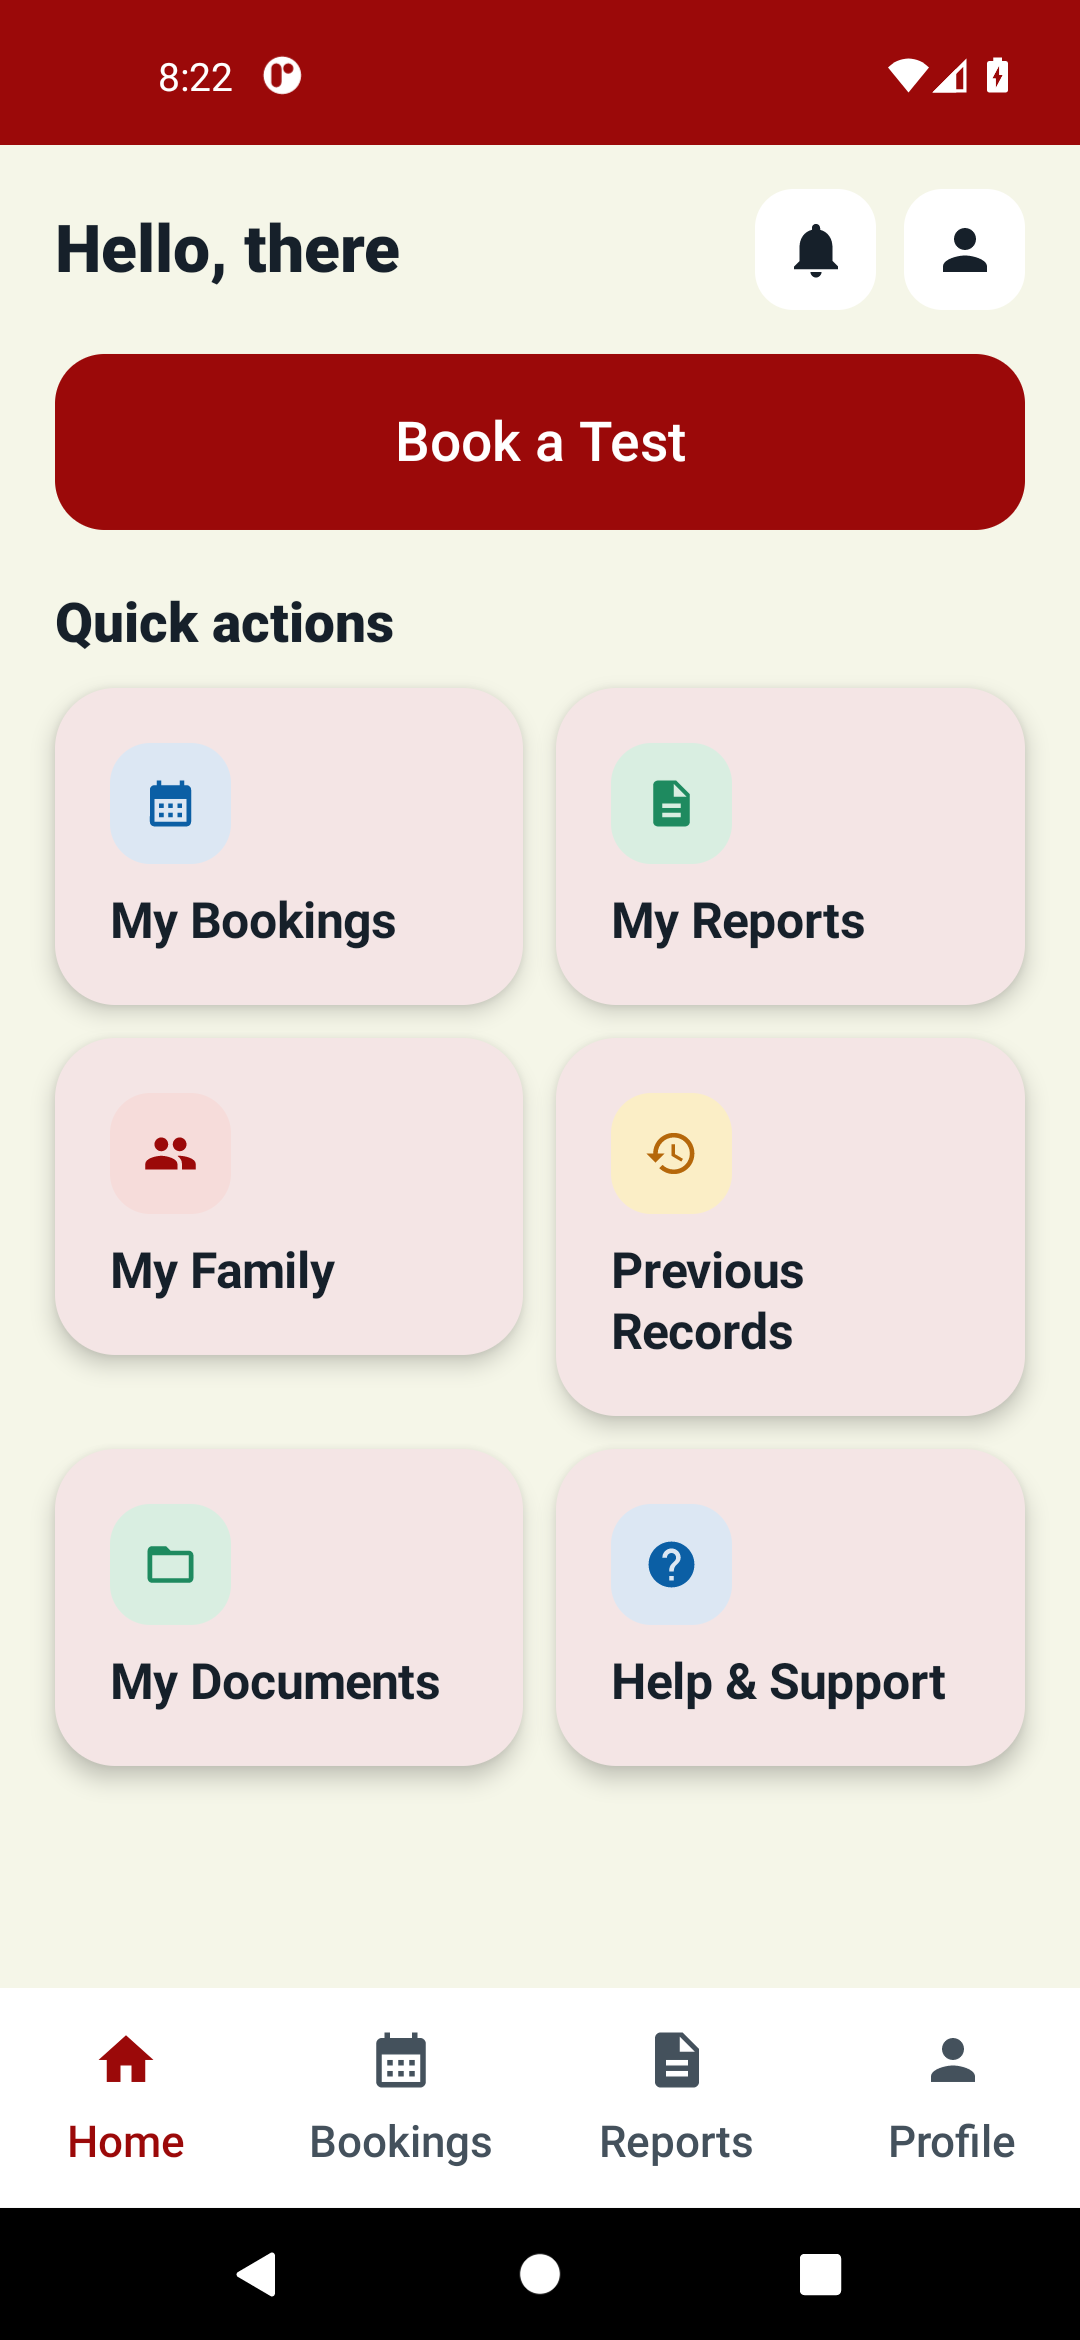 8:22
Hello, there
Book a Test
Quick actions
My Bookings
My Reports
My Family
Previous
Records
My Documents
Help & Support
Home
Bookings
Reports
Profile